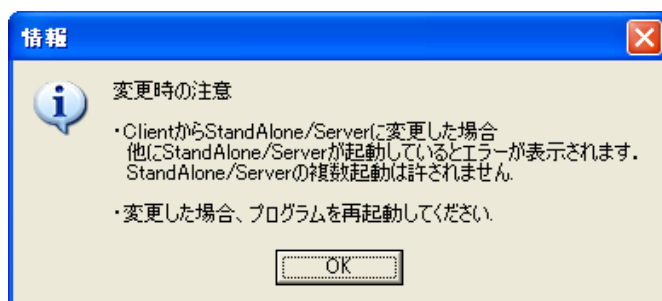 情報
変更時の注意
・ClientからStandAlone/Serverに変更した場合
他にStandAlone/Serverが起動しているとエラーが表示されます.
StandAlone/Serverの複数起動は許されません.
・変更した場合、プログラムを再起動してください.
OK